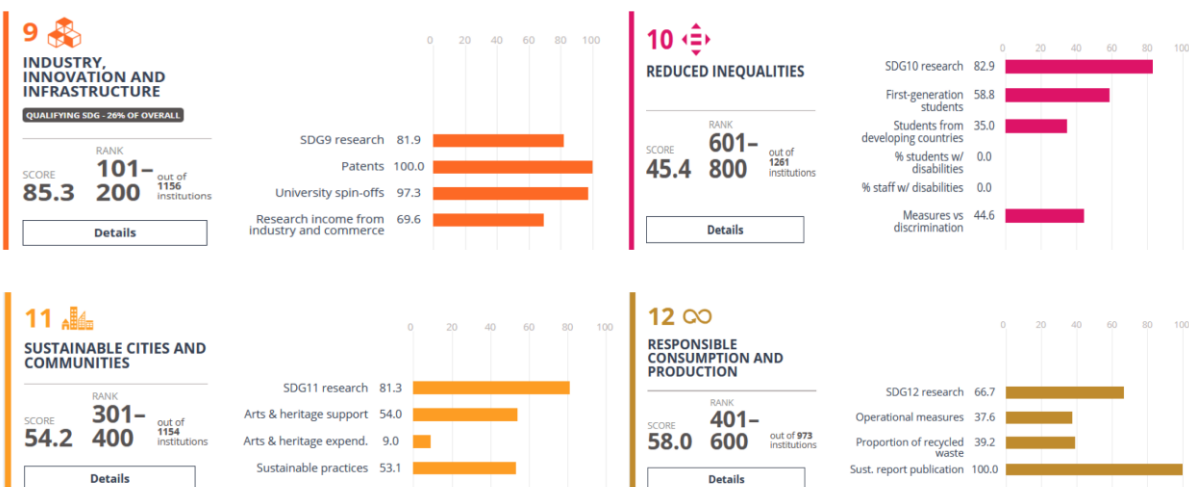 9
INDUSTRY,
INNOVATION AND
INFRASTRUCTURE
QUALIFYING SDG - 26% OF OVERALL
SCORE
85.3
RANK
101–
200
out of
1156
institutions
Details
0 20 40 60 80 100
SDG9 research 81.9
Patents 100.0
University spin-offs 97.3
Research income from
industry and commerce
69.6
10
REDUCED INEQUALITIES
SCORE
45.4
RANK
601–
800
out of
1261
institutions
Details
0 20 40 60 80 100
SDG10 research 82.9
First-generation
students
58.8
Students from
developing countries
35.0
% students w/
disabilities
0.0
% staff w/ disabilities 0.0
Measures vs
discrimination
44.6
11
SUSTAINABLE CITIES AND
COMMUNITIES
SCORE
54.2
RANK
301–
400
out of
1154
institutions
Details
0 20 40 60 80 100
SDG11 research 81.3
Arts & heritage support 54.0
Arts & heritage expend. 9.0
Sustainable practices 53.1
12
RESPONSIBLE
CONSUMPTION AND
PRODUCTION
SCORE
58.0
RANK
401–
600
out of 973
institutions
Details
0 20 40 60 80 100
SDG12 research 66.7
Operational measures 37.6
Proportion of recycled
waste
39.2
Sust. report publication 100.0